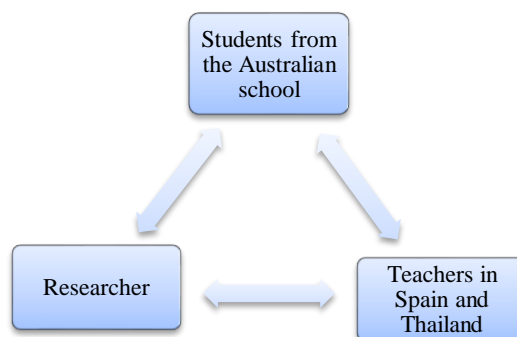 Students from
the Australian
school
Researcher
Teachers in
Spain and
Thailand